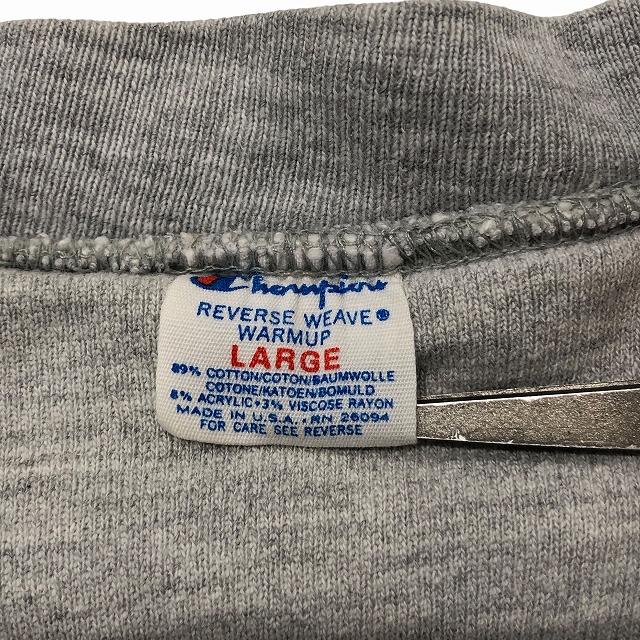 Champion
REVERSE WEAVE®
WARMUP
LARGE
89% COTTON/COTON/BAUMWOLLE
COTONE/KATOEN/BOMULD
8% ACRYLIC•3% VISCOSE RAYON
MADE IN U.S.A., RN 26094
FOR CARE SEE REVERSE